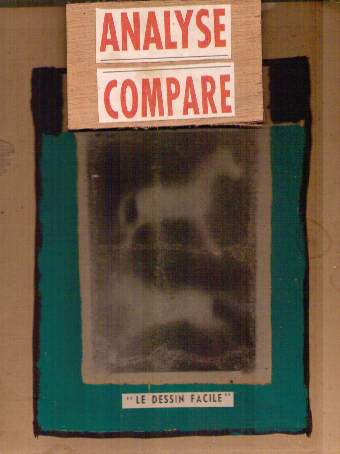 ANALYSE
COMPARE
"LE DESSIN FACILE"